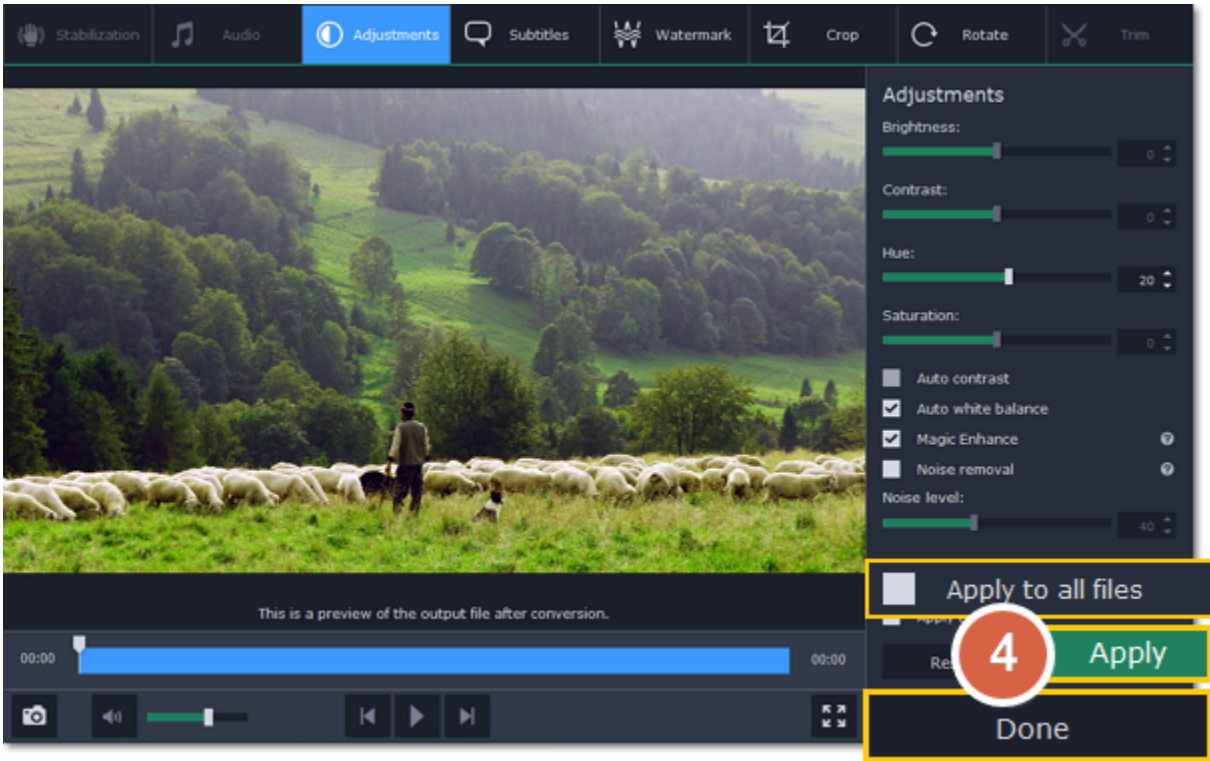 Stabilization
Audio
Adjustments
Subtitles
Watermark
Crop
Rotate
Trim
Adjustments
Brightness:
0
Contrast:
0
Hue:
20
Saturation:
0
Auto contrast
Auto white balance
Magic Enhance
Noise removal
Noise level:
40
Apply to all files
4
Apply
Done
This is a preview of the output file after conversion.
00:00
00:00